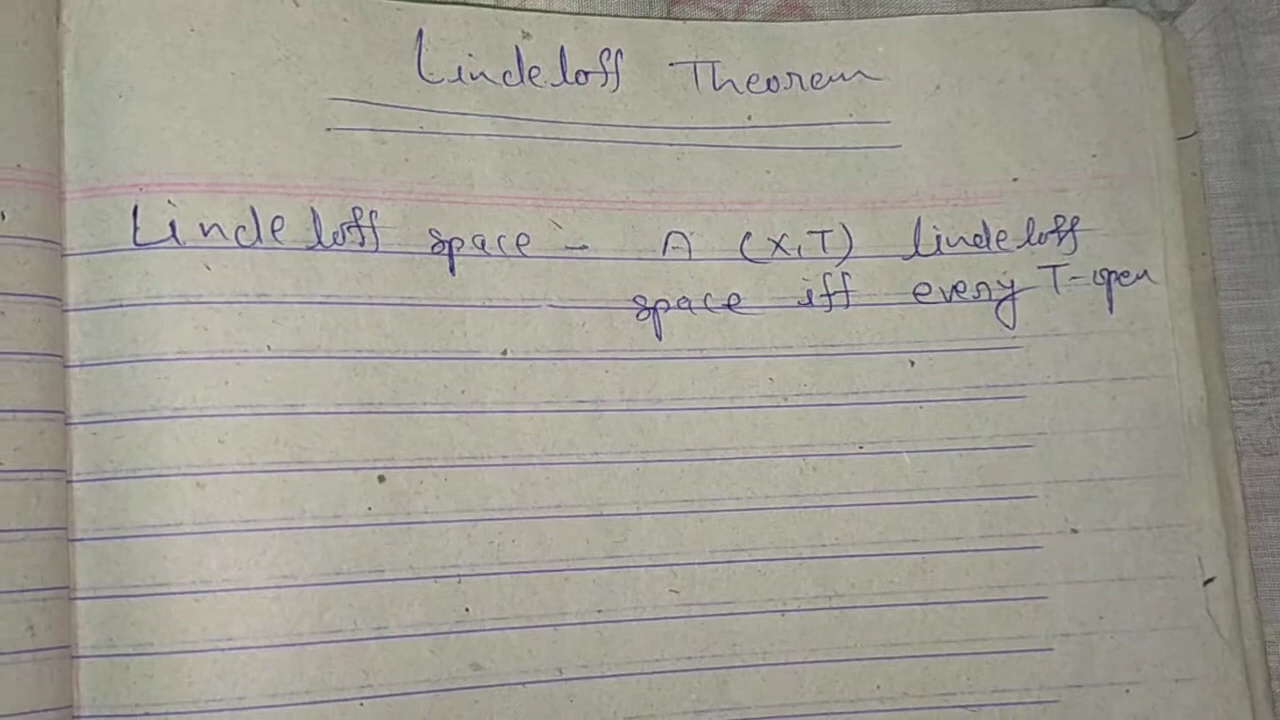 Lindeloff Theorem
Lindeloff space :- A (X,T) lindeloff
space iff every T-open